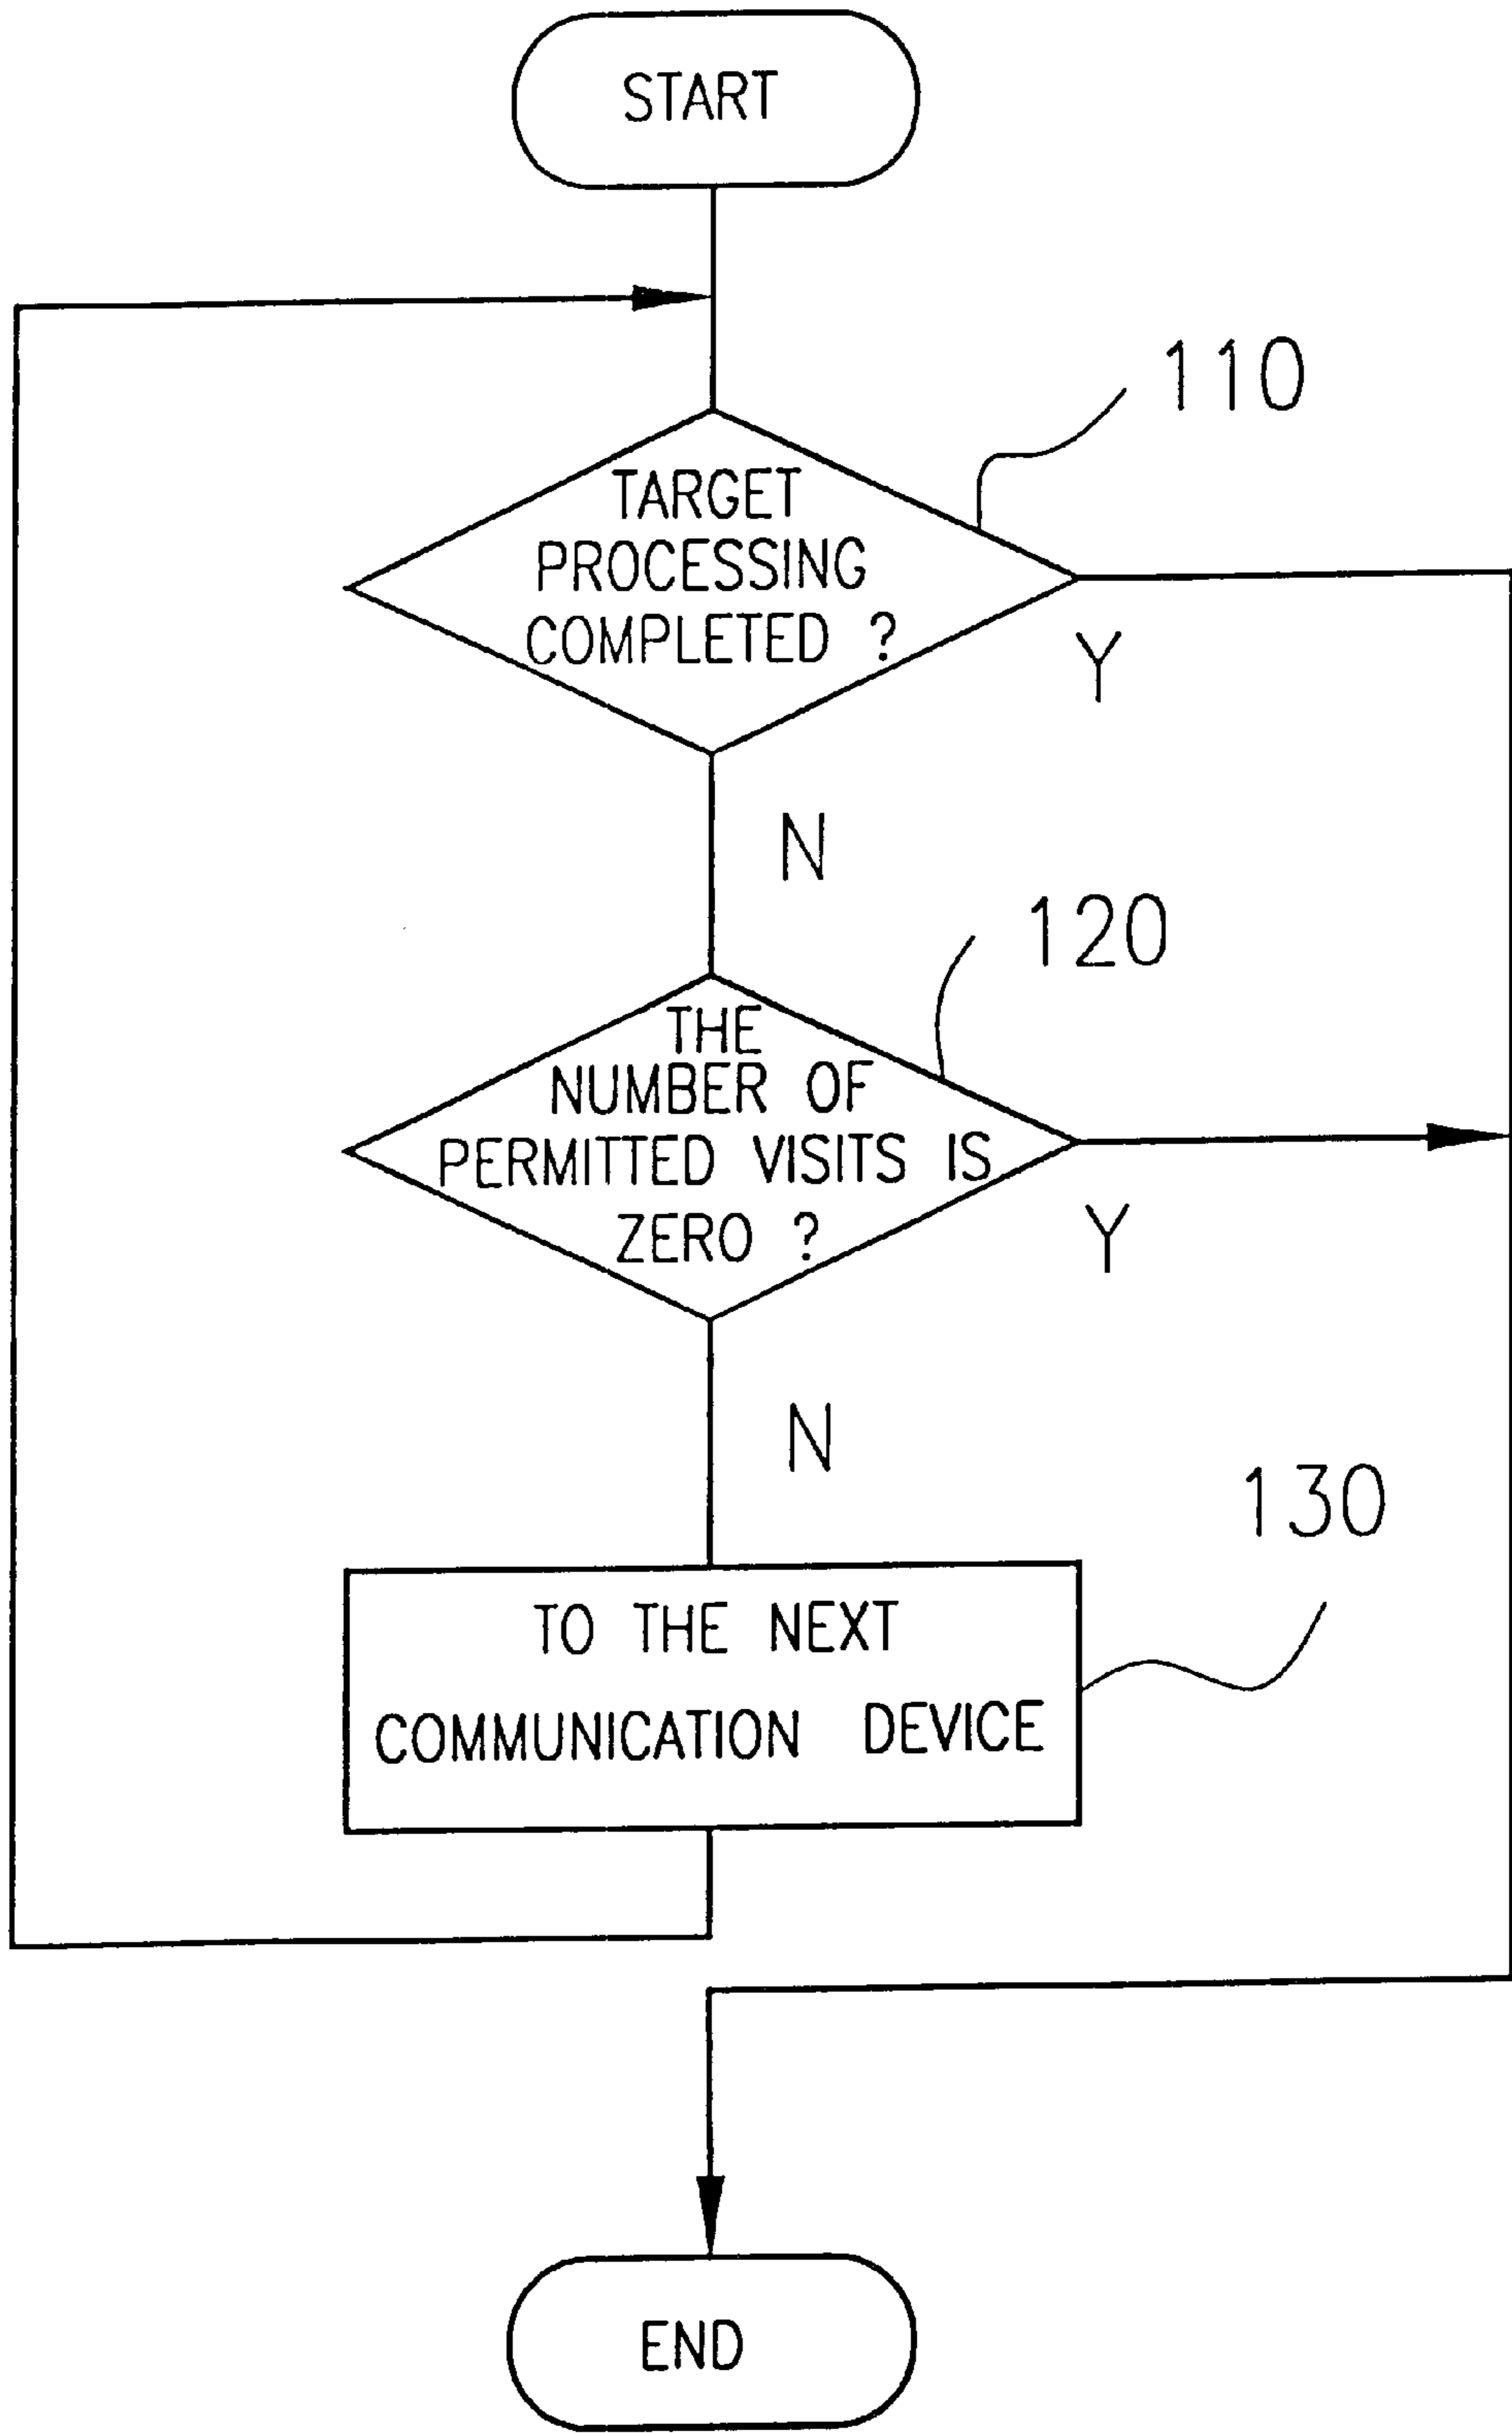 START
110
TARGET
PROCESSING
COMPLETED ?
Y
N
120
THE
NUMBER OF
PERMITTED VISITS IS
ZERO ?
Y
N
130
TO THE NEXT
COMMUNICATION DEVICE
END